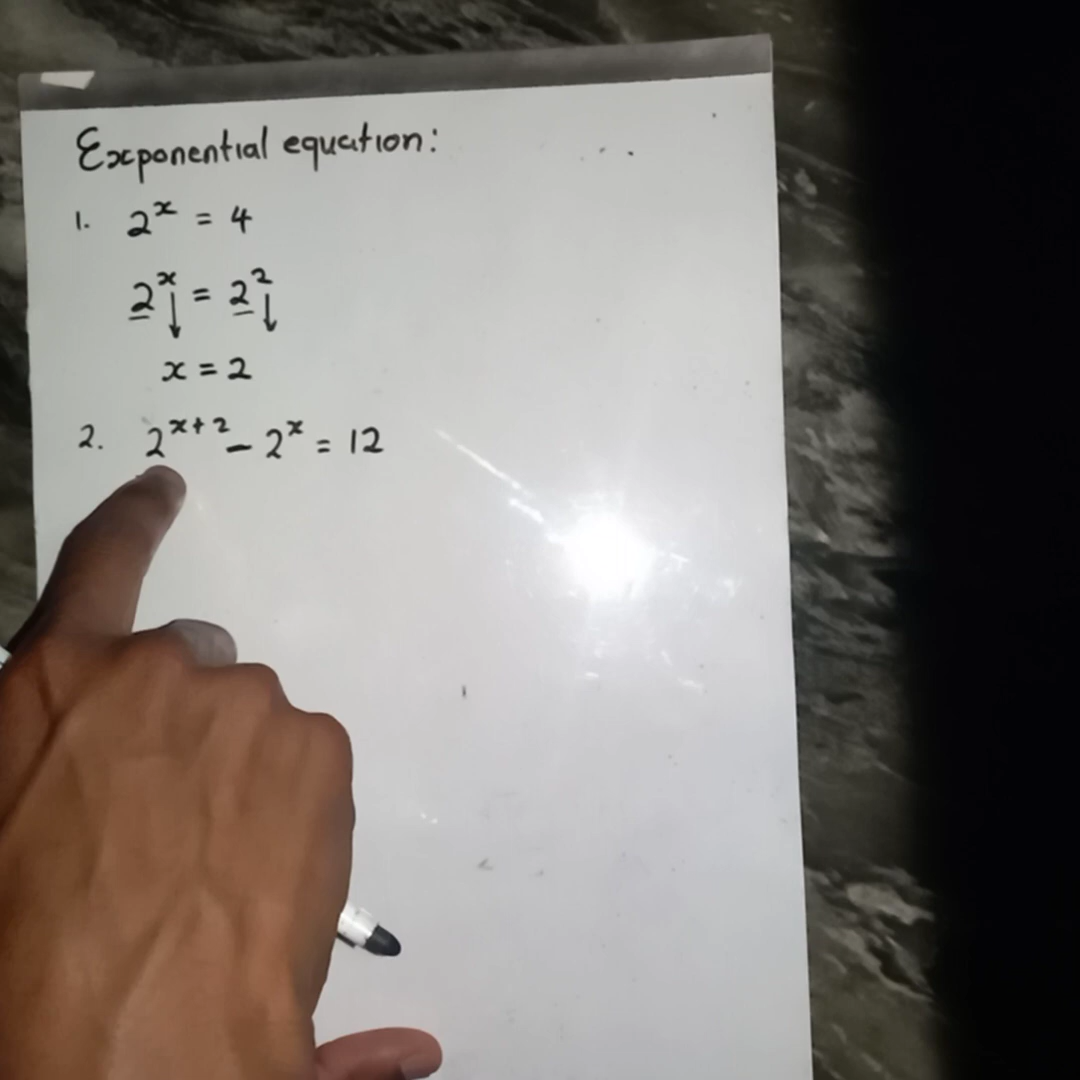 Exponential equation:
1. 2^x = 4
2^x = 2^2
x = 2
2. 2^(x+2) - 2^x = 12